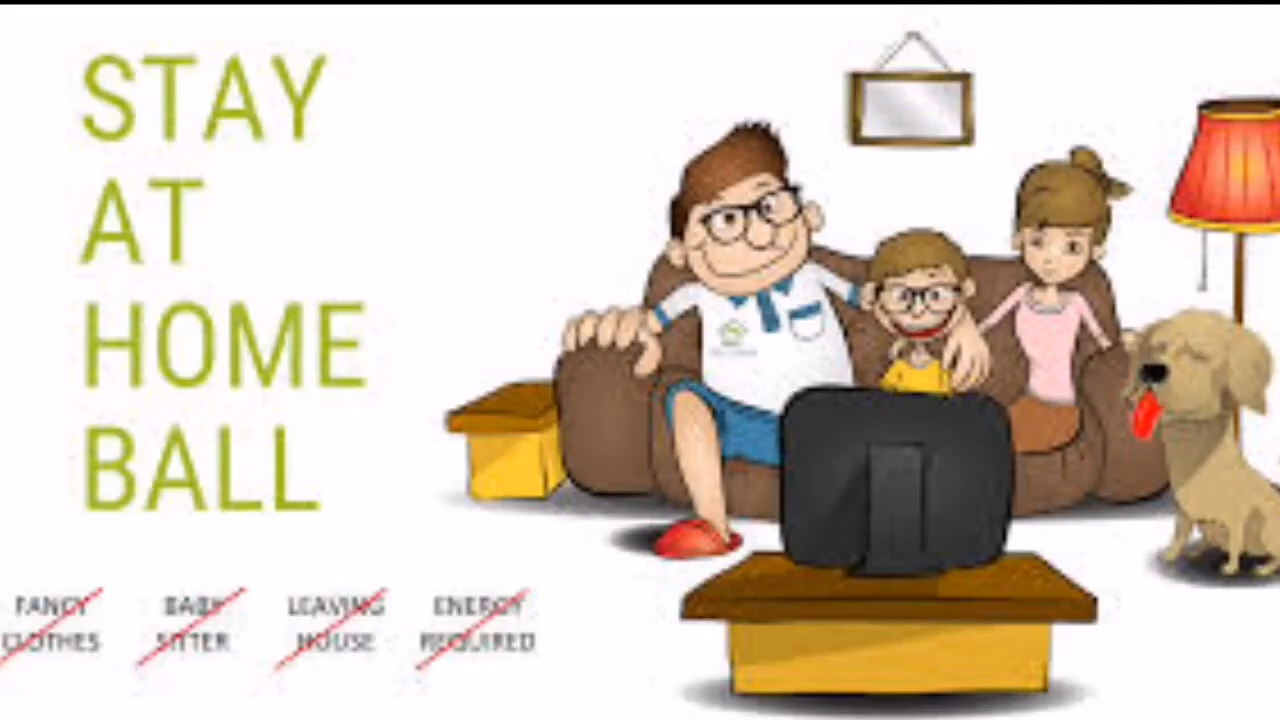 STAY
AT
HOME
BALL
FANCY BABY LEAVING ENERGY
CLOTHES SITTER HOUSE REQUIRED